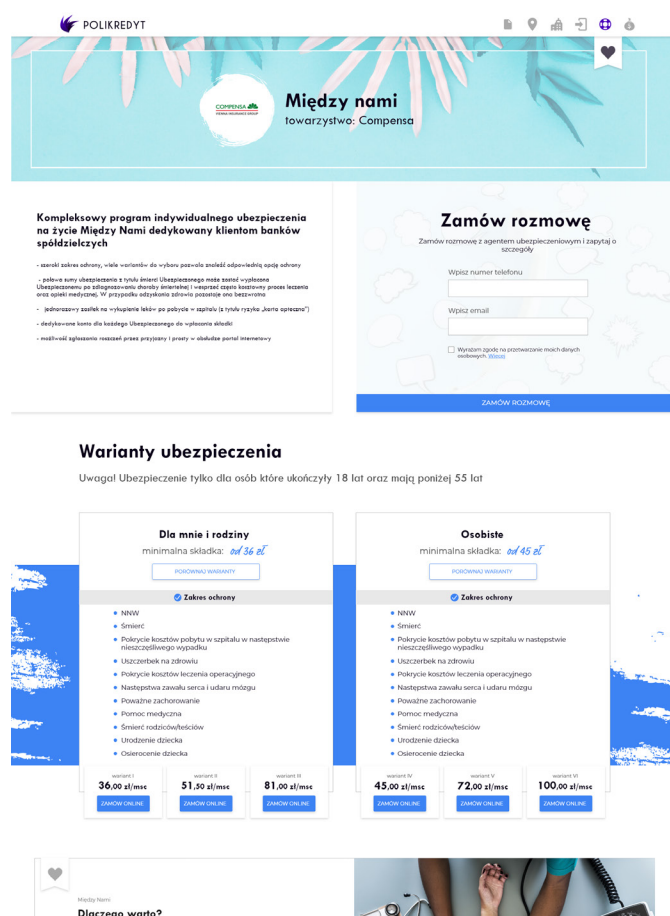 POLIKREDYT
COMPENSA
VIENNA INSURANCE GROUP
Między nami
towarzystwo: Compensa
Kompleksowy program indywidualnego ubezpieczenia
na życie Między Nami dedykowany klientom banków
spółdzielczych
- szeroki zakres ochrony, wiele wariantów do wyboru pozwala znaleźć odpowiednią opcję ochrony
- połowa sumy ubezpieczenia z tytułu śmierci Ubezpieczonego może zostać wypłacona
Ubezpieczonemu po zdiagnozowaniu choroby śmiertelnej i wesprzeć często kosztowny proces leczenia
oraz opieki medycznej. W przypadku odzyskania zdrowia pozostaje ona bezzwrotna
- jednorazowy zasiłek na wykupienie leków po pobycie w szpitalu (z tytułu ryzyka „karta apteczna")
- dedykowane konto dla każdego Ubezpieczonego do wpłacania składki
- możliwość zgłaszania roszczeń przez przyjazny i prosty w obsłudze portal internetowy
Zamów rozmowę
Zamów rozmowę z agentem ubezpieczeniowym i zapytaj o
szczegóły
Wpisz numer telefonu
Wpisz email
Wyrażam zgodę na przetwarzanie moich danych
osobowych. Więcej
ZAMÓW ROZMOWĘ
Warianty ubezpieczenia
Uwaga! Ubezpieczenie tylko dla osób które ukończyły 18 lat oraz mają poniżej 55 lat
Dla mnie i rodziny
minimalna składka: od 36 zł
PORÓWNAJ WARIANTY
Zakres ochrony
NNW
Śmierć
Pokrycie kosztów pobytu w szpitalu w następstwie
nieszczęśliwego wypadku
Uszczerbek na zdrowiu
Pokrycie kosztów leczenia operacyjnego
Następstwa zawału serca i udaru mózgu
Poważne zachorowanie
Pomoc medyczna
Śmierć rodziców/teściów
Urodzenie dziecka
Osierocenie dziecka
wariant I
36,00 zł/msc
ZAMÓW ONLINE
wariant II
51,50 zł/msc
ZAMÓW ONLINE
wariant III
81,00 zł/msc
ZAMÓW ONLINE
Osobiste
minimalna składka: od 45 zł
PORÓWNAJ WARIANTY
Zakres ochrony
NNW
Śmierć
Pokrycie kosztów pobytu w szpitalu w następstwie
nieszczęśliwego wypadku
Uszczerbek na zdrowiu
Pokrycie kosztów leczenia operacyjnego
Następstwa zawału serca i udaru mózgu
Poważne zachorowanie
Pomoc medyczna
Śmierć rodziców/teściów
Urodzenie dziecka
Osierocenie dziecka
wariant IV
45,00 zł/msc
ZAMÓW ONLINE
wariant V
72,00 zł/msc
ZAMÓW ONLINE
wariant VI
100,00 zł/msc
ZAMÓW ONLINE
Między Nami
Dlaczego warto?